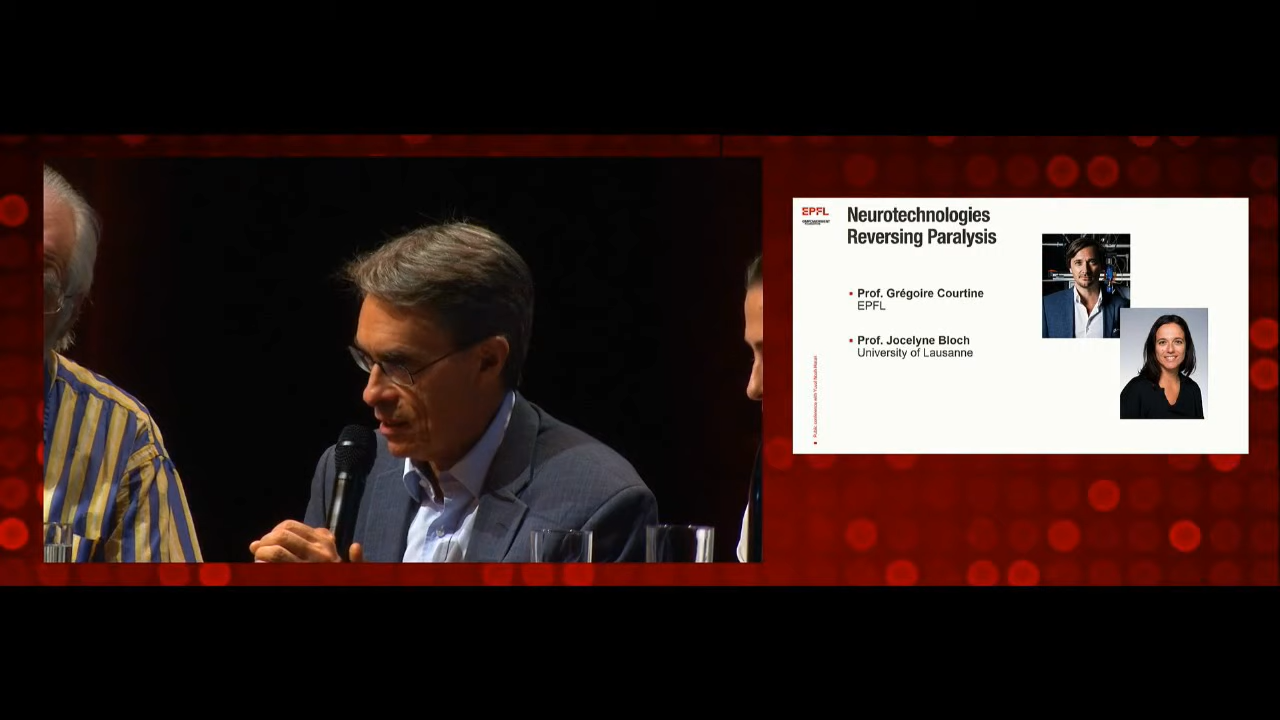 EPFL
Neurotechnologies
Reversing Paralysis
• Prof. Grégoire Courtine
EPFL
• Prof. Jocelyne Bloch
University of Lausanne